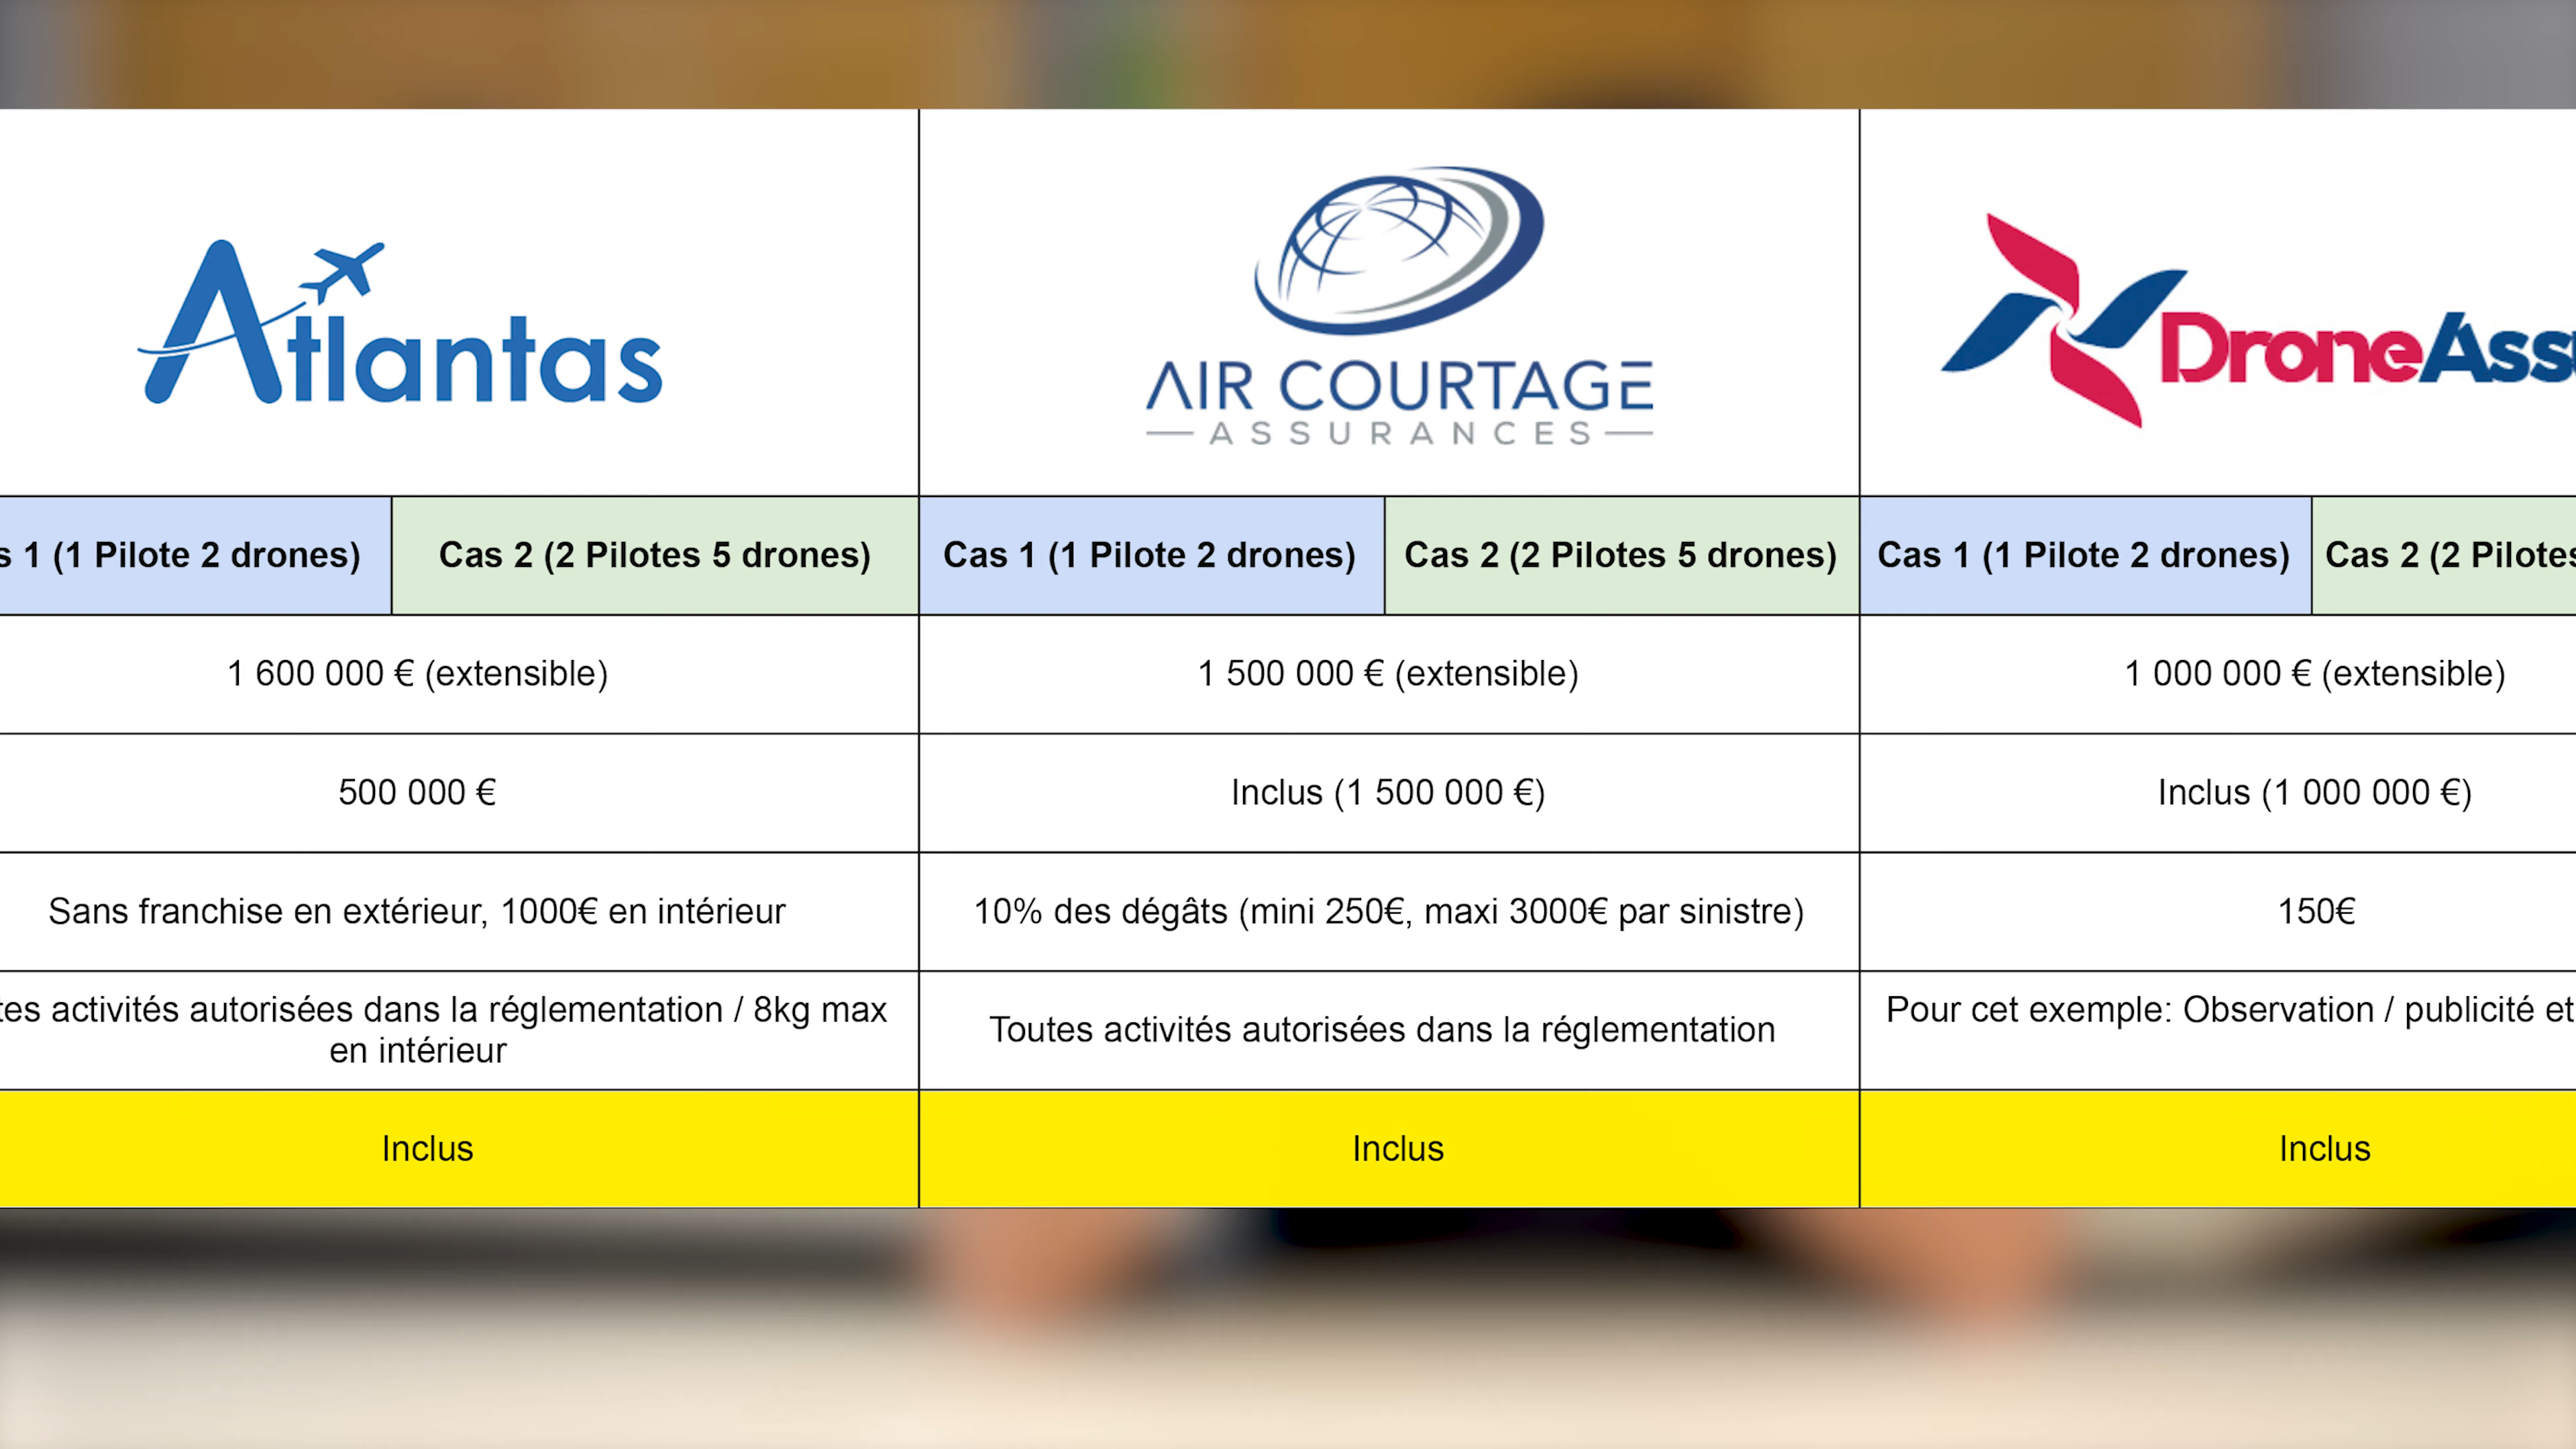 Atlantas
AIR COURTAGE
ASSURANCES
DroneAss
s 1 (1 Pilote 2 drones)
Cas 2 (2 Pilotes 5 drones)
Cas 1 (1 Pilote 2 drones)
Cas 2 (2 Pilotes 5 drones)
Cas 1 (1 Pilote 2 drones)
Cas 2 (2 Pilotes
1 600 000 € (extensible)
1 500 000 € (extensible)
1 000 000 € (extensible)
500 000 €
Inclus (1 500 000 €)
Inclus (1 000 000 €)
Sans franchise en extérieur, 1000€ en intérieur
10% des dégâts (mini 250€, maxi 3000€ par sinistre)
150€
tes activités autorisées dans la réglementation / 8kg max
en intérieur
Toutes activités autorisées dans la réglementation
Pour cet exemple: Observation / publicité et
Inclus
Inclus
Inclus